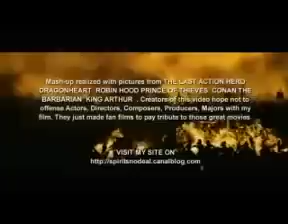 Mash-up realized with pictures from THE LAST ACTION HERO
DRAGONHEART ROBIN HOOD PRINCE OF THIEVES CONAN THE
BARBARIAN KING ARTHUR . Creators of this video hope not to
offense Actors, Directors, Composers, Producers, Majors with my
film. They just made fan films to pay tribute to those great movies
VISIT MY SITE ON
http://spiritsnodeal.canalblog.com